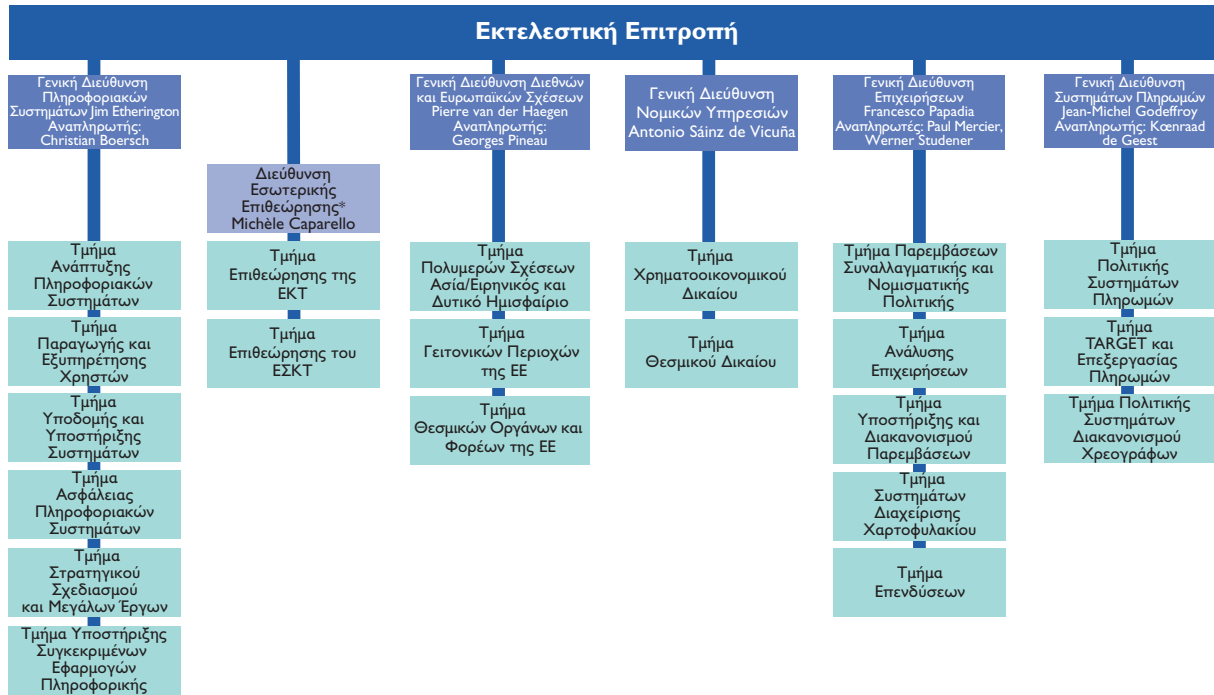 Εκτελεστική Επιτροπή
Γενική Διεύθυνση
Πληροφοριακών
Συστημάτων Jim Etherington
Αναπληρωτής:
Christian Boersch
Τμήμα
Ανάπτυξης
Πληροφοριακών
Συστημάτων
Τμήμα
Παραγωγής και
Εξυπηρέτησης
Χρηστών
Τμήμα
Υποδομής και
Υποστήριξης
Συστημάτων
Τμήμα
Ασφάλειας
Πληροφοριακών
Συστημάτων
Τμήμα
Στρατηγικού
Σχεδιασμού
και Μεγάλων Έργων
Τμήμα Υποστήριξης
Συγκεκριμένων
Εφαρμογών
Πληροφορικής
Διεύθυνση
Εσωτερικής
Επιθεώρησης*
Michèle Caparello
Τμήμα
Επιθεώρησης της
ΕΚΤ
Τμήμα
Επιθεώρησης του
ΕΣΚΤ
Γενική Διεύθυνση Διεθνών
και Ευρωπαϊκών Σχέσεων
Pierre van der Haegen
Αναπληρωτής:
Georges Pineau
Τμήμα
Πολυμερών Σχέσεων
Ασία/Ειρηνικός και
Δυτικό Ημισφαίριο
Τμήμα
Γειτονικών Περιοχών
της ΕΕ
Τμήμα
Θεσμικών Οργάνων και
Φορέων της ΕΕ
Γενική Διεύθυνση
Νομικών Υπηρεσιών
Antonio Sáinz de Vicuña
Τμήμα
Χρηματοοικονομικού
Δικαίου
Τμήμα
Θεσμικού Δικαίου
Γενική Διεύθυνση
Επιχειρήσεων
Francesco Papadia
Αναπληρωτές: Paul Mercier,
Werner Studener
Τμήμα Παρεμβάσεων
Συναλλαγματικής και
Νομισματικής
Πολιτικής
Τμήμα
Ανάλυσης
Επιχειρήσεων
Τμήμα
Υποστήριξης και
Διακανονισμού
Παρεμβάσεων
Τμήμα
Συστημάτων
Διαχείρισης
Χαρτοφυλακίου
Τμήμα
Επενδύσεων
Γενική Διεύθυνση
Συστημάτων Πληρωμών
Jean-Michel Godeffroy
Αναπληρωτής: Kœnraad
de Geest
Τμήμα
Πολιτικής
Συστημάτων
Πληρωμών
Τμήμα
TARGET και
Επεξεργασίας
Πληρωμών
Τμήμα Πολιτικής
Συστημάτων
Διακανονισμού
Χρεογράφων